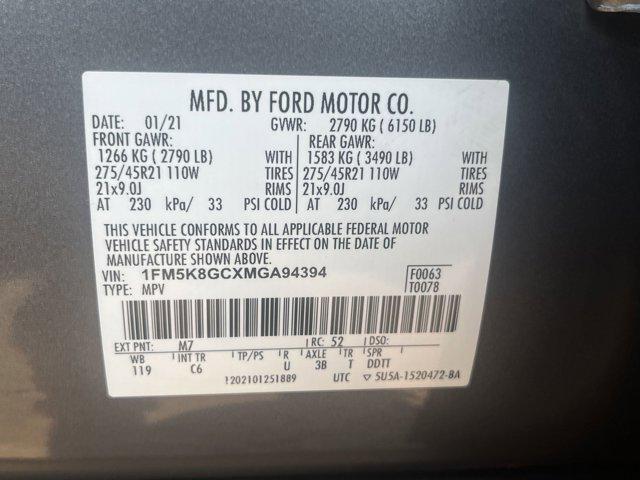 MFD. BY FORD MOTOR CO.
DATE: 01/21 GVWR: 2790 KG ( 6150 LB)
FRONT GAWR: REAR GAWR:
1266 KG ( 2790 LB) WITH 1583 KG ( 3490 LB) WITH
275/45R21 110W TIRES 275/45R21 110W TIRES
21x9.0J RIMS 21x9.0J RIMS
AT 230 kPa/ 33 PSI COLD AT 230 kPa/ 33 PSI COLD
THIS VEHICLE CONFORMS TO ALL APPLICABLE FEDERAL MOTOR
VEHICLE SAFETY STANDARDS IN EFFECT ON THE DATE OF
MANUFACTURE SHOWN ABOVE.
VIN: 1FM5K8GCXMGA94394 F0063
TYPE: MPV T0078
EXT PNT: M7 RC: 52 DSO:
WB INT TR TP/PS R AXLE TR SPR
119 C6 U 3B T DDTT
1202101251889 UTC ▽ 5U5A-1520472-BA